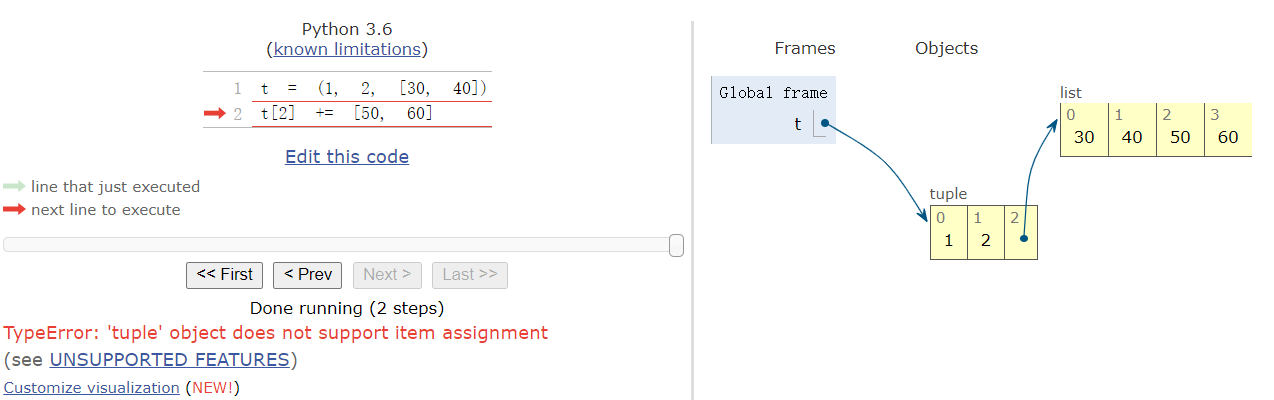 Python 3.6
(known limitations)
1 t = (1, 2, [30, 40])
2 t[2] += [50, 60]
Edit this code
line that just executed
next line to execute
<< First < Prev Next > Last >>
Done running (2 steps)
TypeError: 'tuple' object does not support item assignment
(see UNSUPPORTED FEATURES)
Customize visualization (NEW!)
Frames Objects
Global frame
t
list
0 1 2 3
30 40 50 60
tuple
0 1 2
1 2